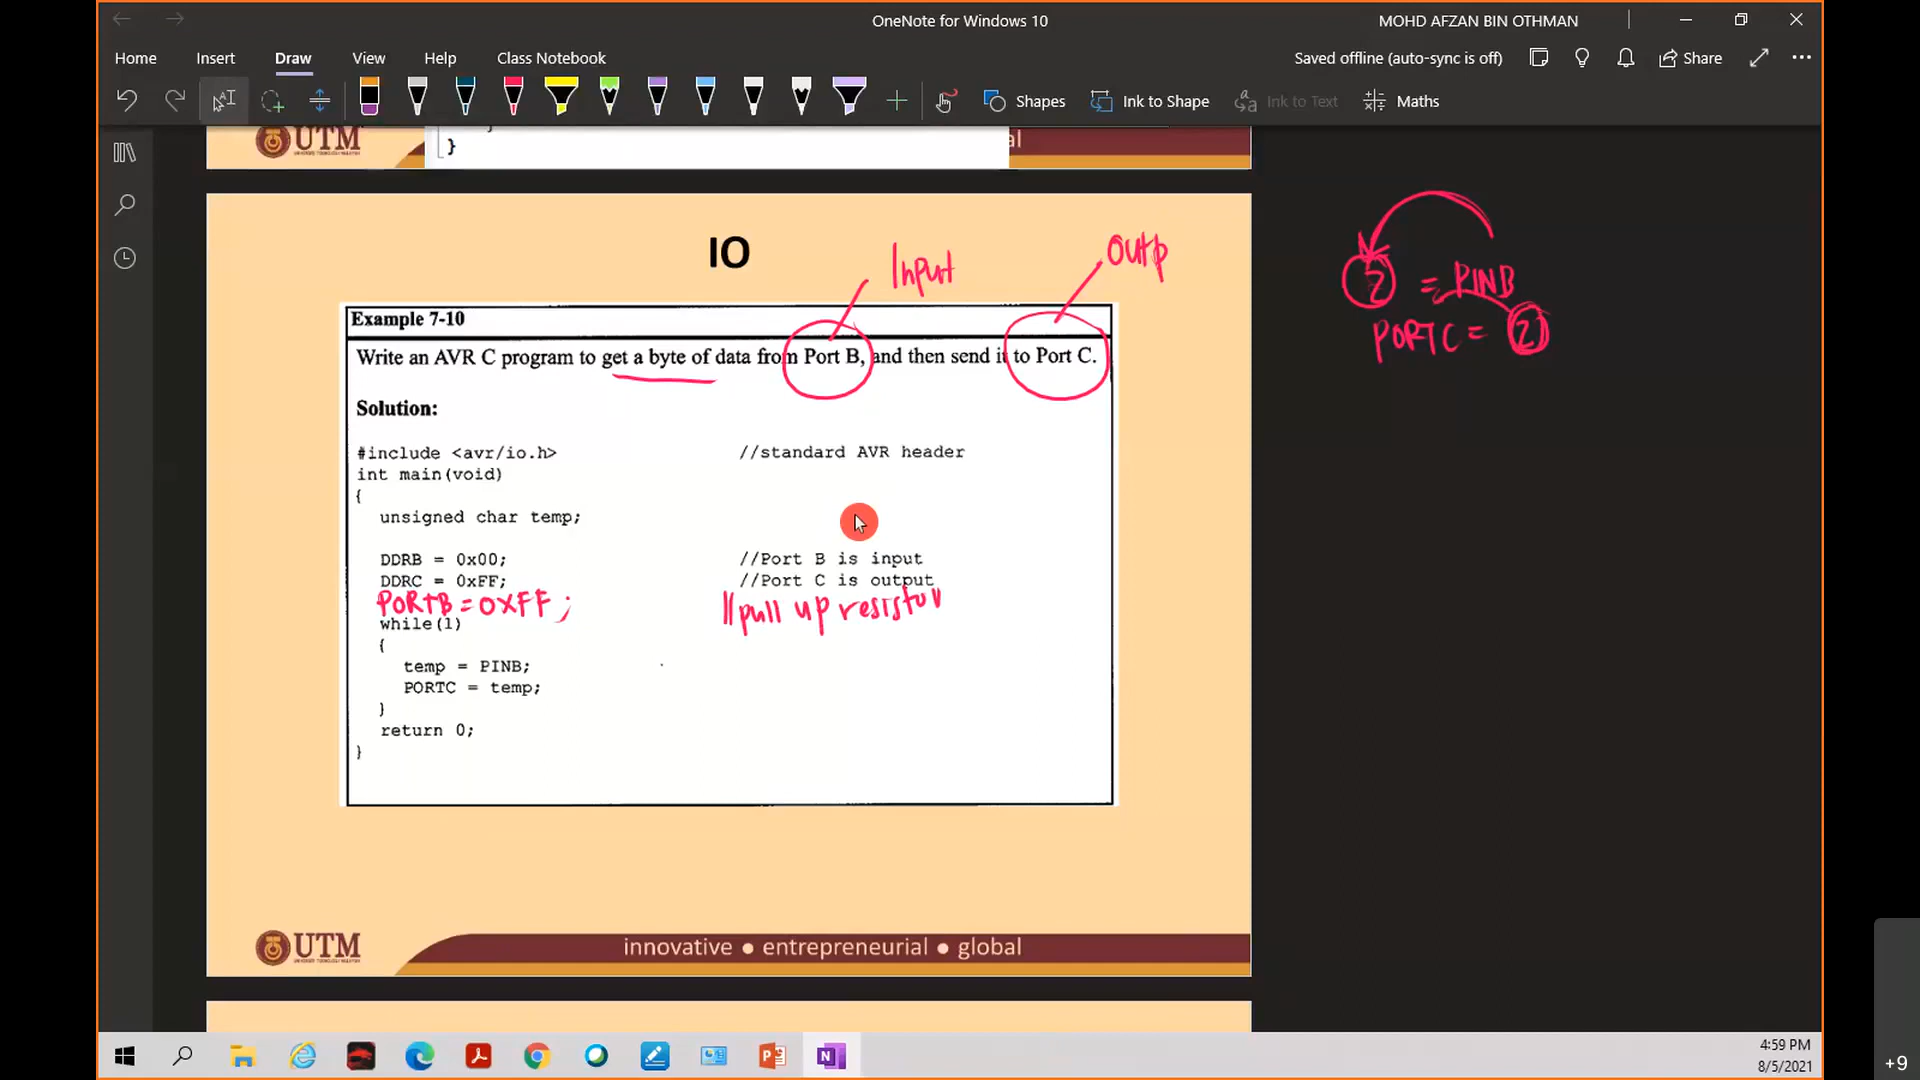 OneNote for Windows 10
MOHD AFZAN BIN OTHMAN
Home Insert Draw View Help Class Notebook
Saved offline (auto-sync is off) Share
Shapes Ink to Shape Ink to Text Maths
UTM
}
al
IO
Input
Outp
Example 7-10
Write an AVR C program to get a byte of data from Port B, and then send it to Port C.
Solution:
#include <avr/io.h> //standard AVR header
int main(void)
{
unsigned char temp;
DDRB = 0x00; //Port B is input
DDRC = 0xFF; //Port C is output
PORTB = 0XFF; //pull up resistor
while(1)
{
temp = PINB;
PORTC = temp;
}
return 0;
}
= PINB
PORTC =
UTM
innovative ● entrepreneurial ● global
4:59 PM
8/5/2021
+9